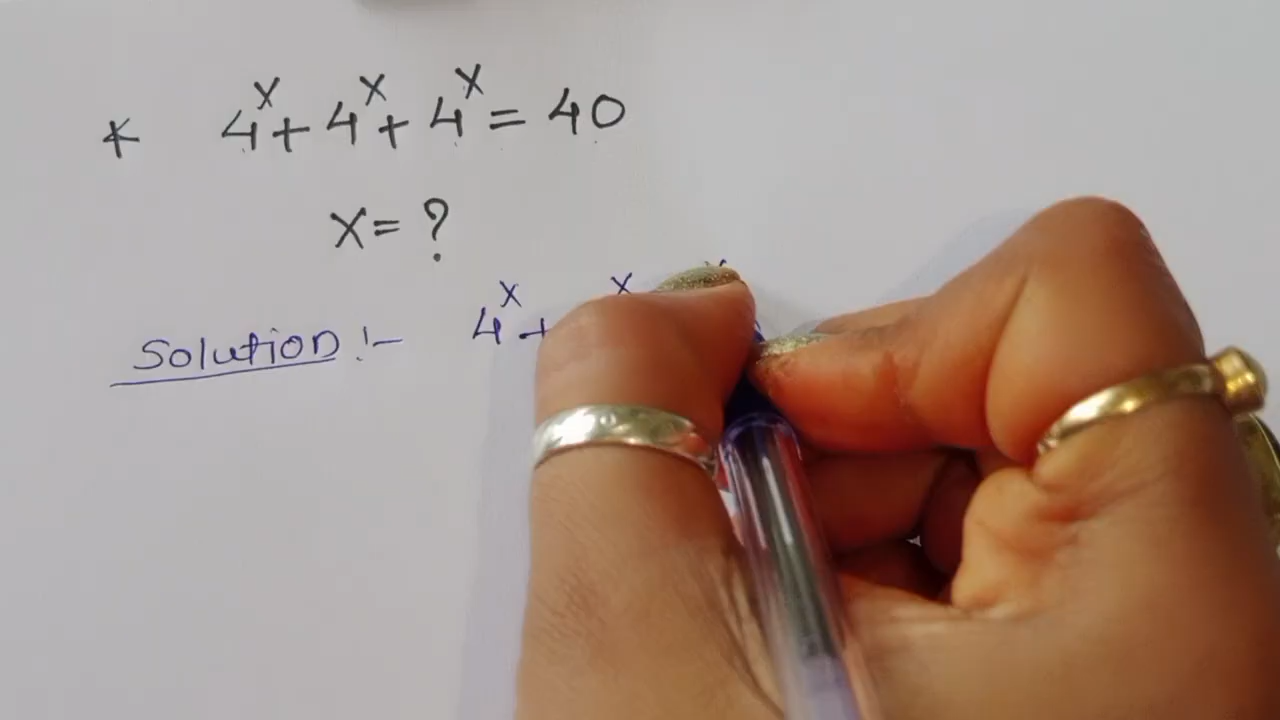 * 4^x + 4^x + 4^x = 40
x = ?
Solution :- 4^x + x